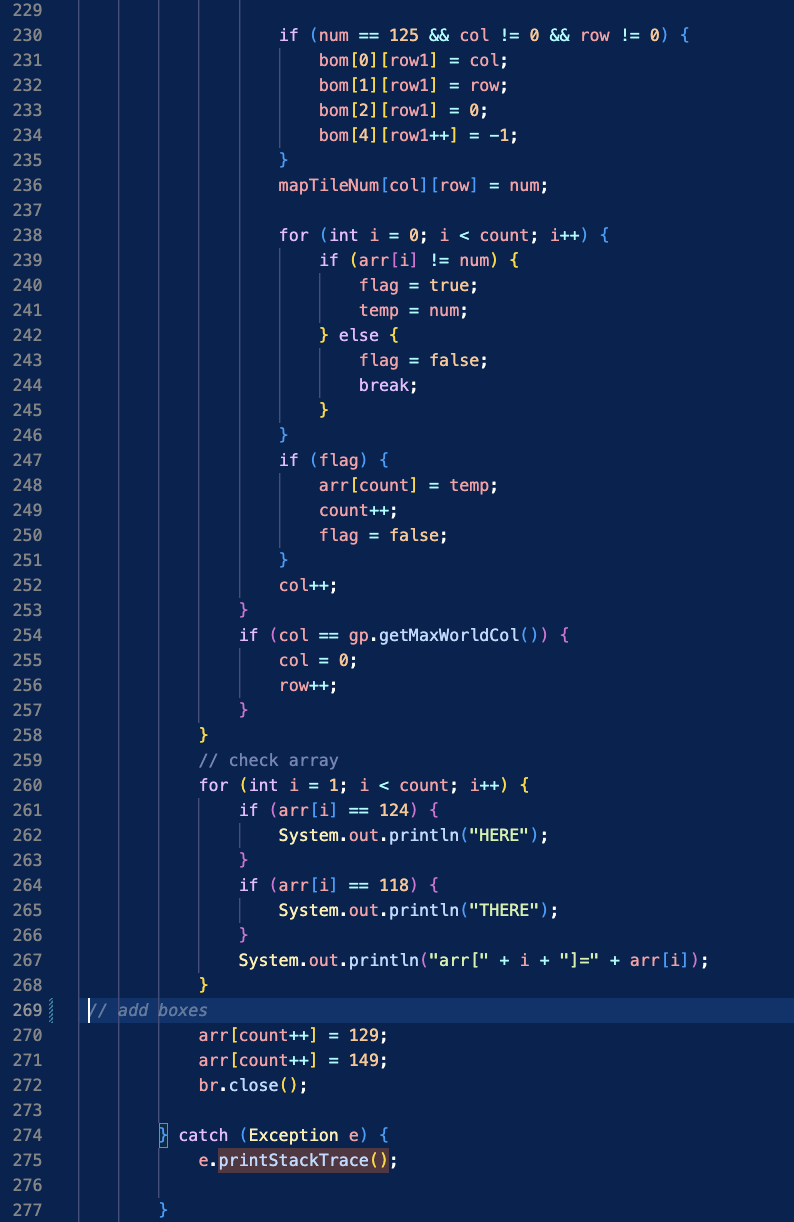 229
230 if (num == 125 && col != 0 && row != 0) {
231 bom[0][row1] = col;
232 bom[1][row1] = row;
233 bom[2][row1] = 0;
234 bom[4][row1++] = -1;
235 }
236 mapTileNum[col][row] = num;
237
238 for (int i = 0; i < count; i++) {
239 if (arr[i] != num) {
240 flag = true;
241 temp = num;
242 } else {
243 flag = false;
244 break;
245 }
246 }
247 if (flag) {
248 arr[count] = temp;
249 count++;
250 flag = false;
251 }
252 col++;
253 }
254 if (col == gp.getMaxWorldCol()) {
255 col = 0;
256 row++;
257 }
258 }
259 // check array
260 for (int i = 1; i < count; i++) {
261 if (arr[i] == 124) {
262 System.out.println("HERE");
263 }
264 if (arr[i] == 118) {
265 System.out.println("THERE");
266 }
267 System.out.println("arr[" + i + "]=" + arr[i]);
268 }
269 // add boxes
270 arr[count++] = 129;
271 arr[count++] = 149;
272 br.close();
273
274 } catch (Exception e) {
275 e.printStackTrace();
276
277 }